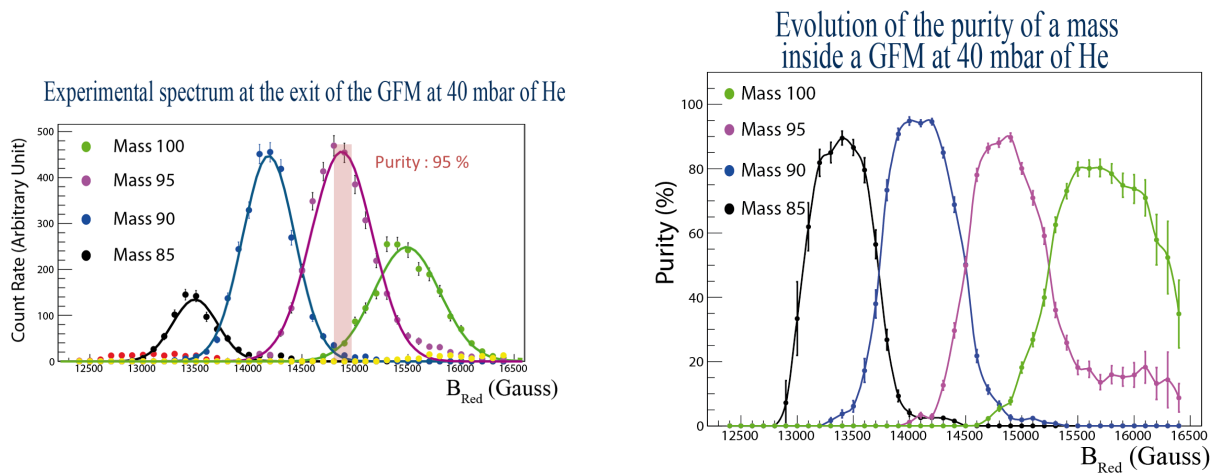 Experimental spectrum at the exit of the GFM at 40 mbar of He
Count Rate (Arbitrary Unit)
500
400
300
200
100
0
Mass 100
Mass 95
Mass 90
Mass 85
Purity : 95 %
12500 13000 13500 14000 14500 15000 15500 16000 16500
B_Red (Gauss)
Evolution of the purity of a mass
inside a GFM at 40 mbar of He
Purity (%)
100
80
60
40
20
0
Mass 100
Mass 95
Mass 90
Mass 85
12500 13000 13500 14000 14500 15000 15500 16000 16500
B_Red (Gauss)